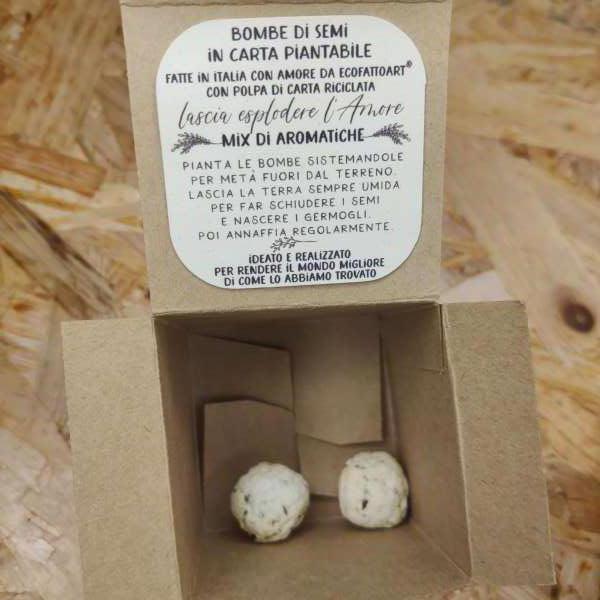 BOMBE DI SEMI
IN CARTA PIANTABILE
FATTE IN ITALIA CON AMORE DA ECOFATTOART®
CON POLPA DI CARTA RICICLATA
lascia esplodere l'Amore
MIX DI AROMATICHE
PIANTA LE BOMBE SISTEMANDOLE
PER METÀ FUORI DAL TERRENO.
LASCIA LA TERRA SEMPRE UMIDA
PER FAR SCHIUDERE I SEMI
E NASCERE I GERMOGLI.
POI ANNAFFIA REGOLARMENTE.
IDEATO E REALIZZATO
PER RENDERE IL MONDO MIGLIORE
DI COME LO ABBIAMO TROVATO